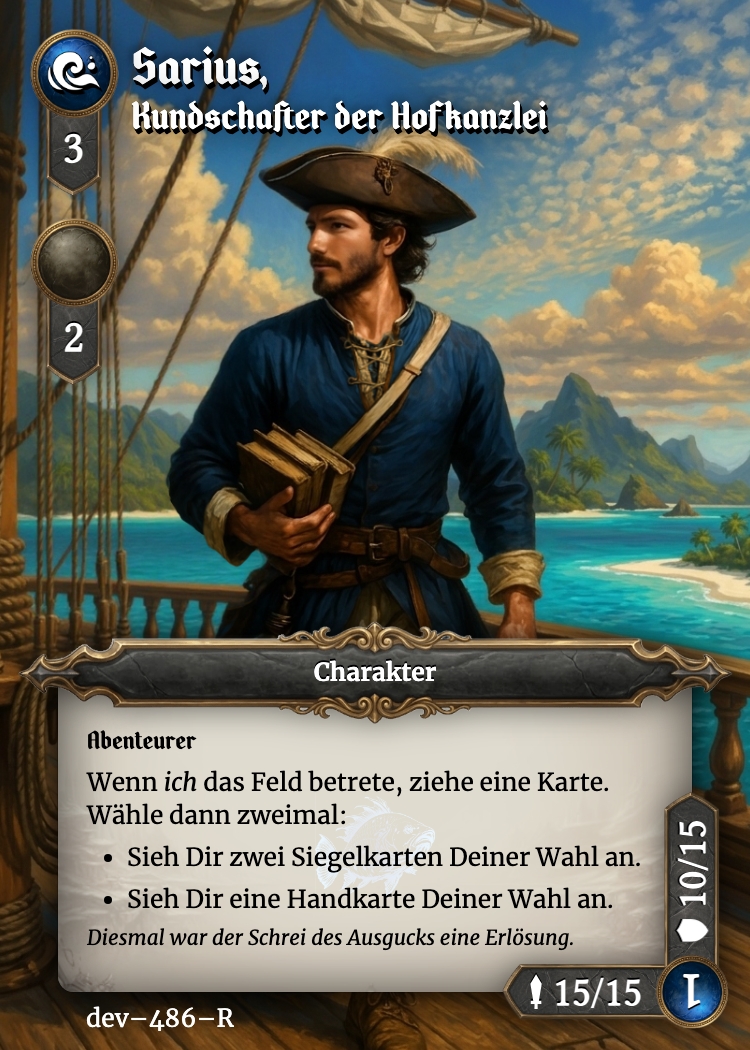 Sarius,
Kundschafter der Hofkanzlei
3
2
Charakter
Abenteurer
Wenn ich das Feld betrete, ziehe eine Karte.
Wähle dann zweimal:
• Sieh Dir zwei Siegelkarten Deiner Wahl an.
• Sieh Dir eine Handkarte Deiner Wahl an.
Diesmal war der Schrei des Ausgucks eine Erlösung.
10/15
15/15
1
dev–486–R